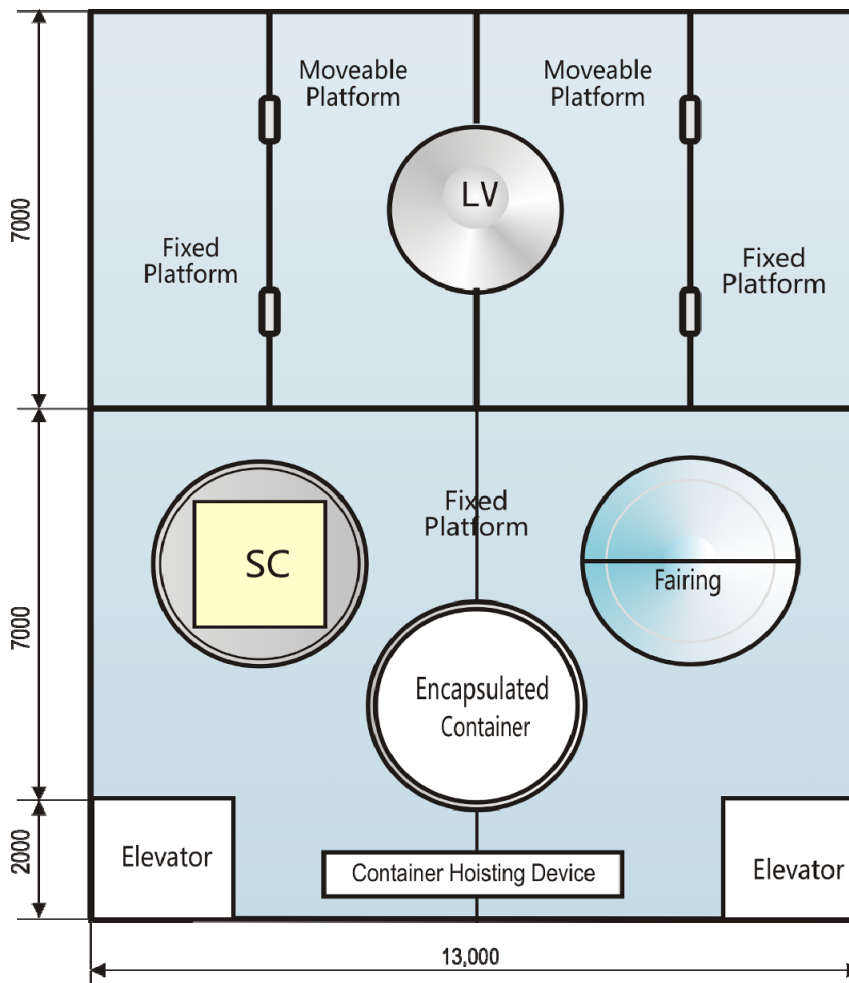 Moveable
Platform
Moveable
Platform
LV
7000
Fixed
Platform
Fixed
Platform
Fixed
Platform
SC
Fairing
7000
Encapsulated
Container
2000
Elevator
Container Hoisting Device
Elevator
13,000